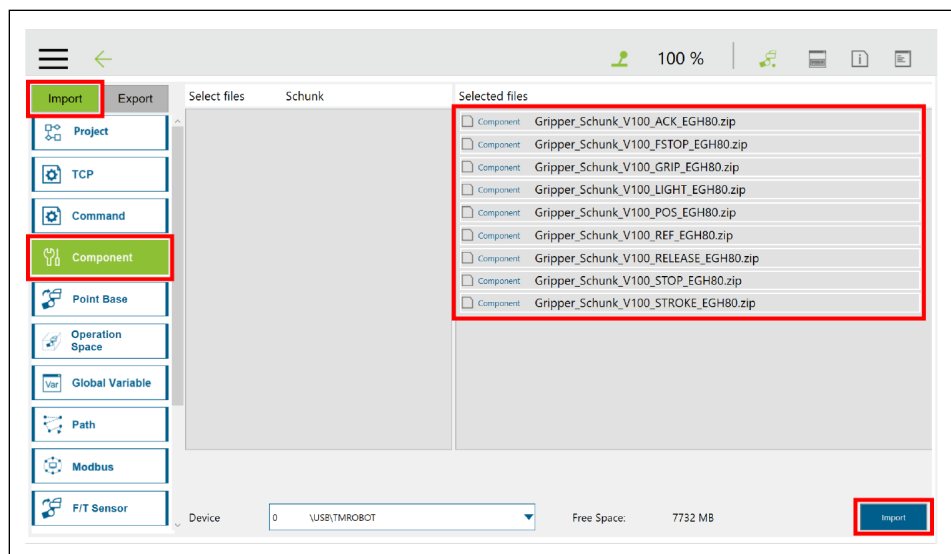 100 %
Import Export
Select files Schunk
Selected files
Project
TCP
Command
Component
Point Base
Operation
Space
Var Global Variable
Path
Modbus
F/T Sensor
Component Gripper_Schunk_V100_ACK_EGH80.zip
Component Gripper_Schunk_V100_FSTOP_EGH80.zip
Component Gripper_Schunk_V100_GRIP_EGH80.zip
Component Gripper_Schunk_V100_LIGHT_EGH80.zip
Component Gripper_Schunk_V100_POS_EGH80.zip
Component Gripper_Schunk_V100_REF_EGH80.zip
Component Gripper_Schunk_V100_RELEASE_EGH80.zip
Component Gripper_Schunk_V100_STOP_EGH80.zip
Component Gripper_Schunk_V100_STROKE_EGH80.zip
Device 0 \USB\TMROBOT Free Space: 7732 MB Import